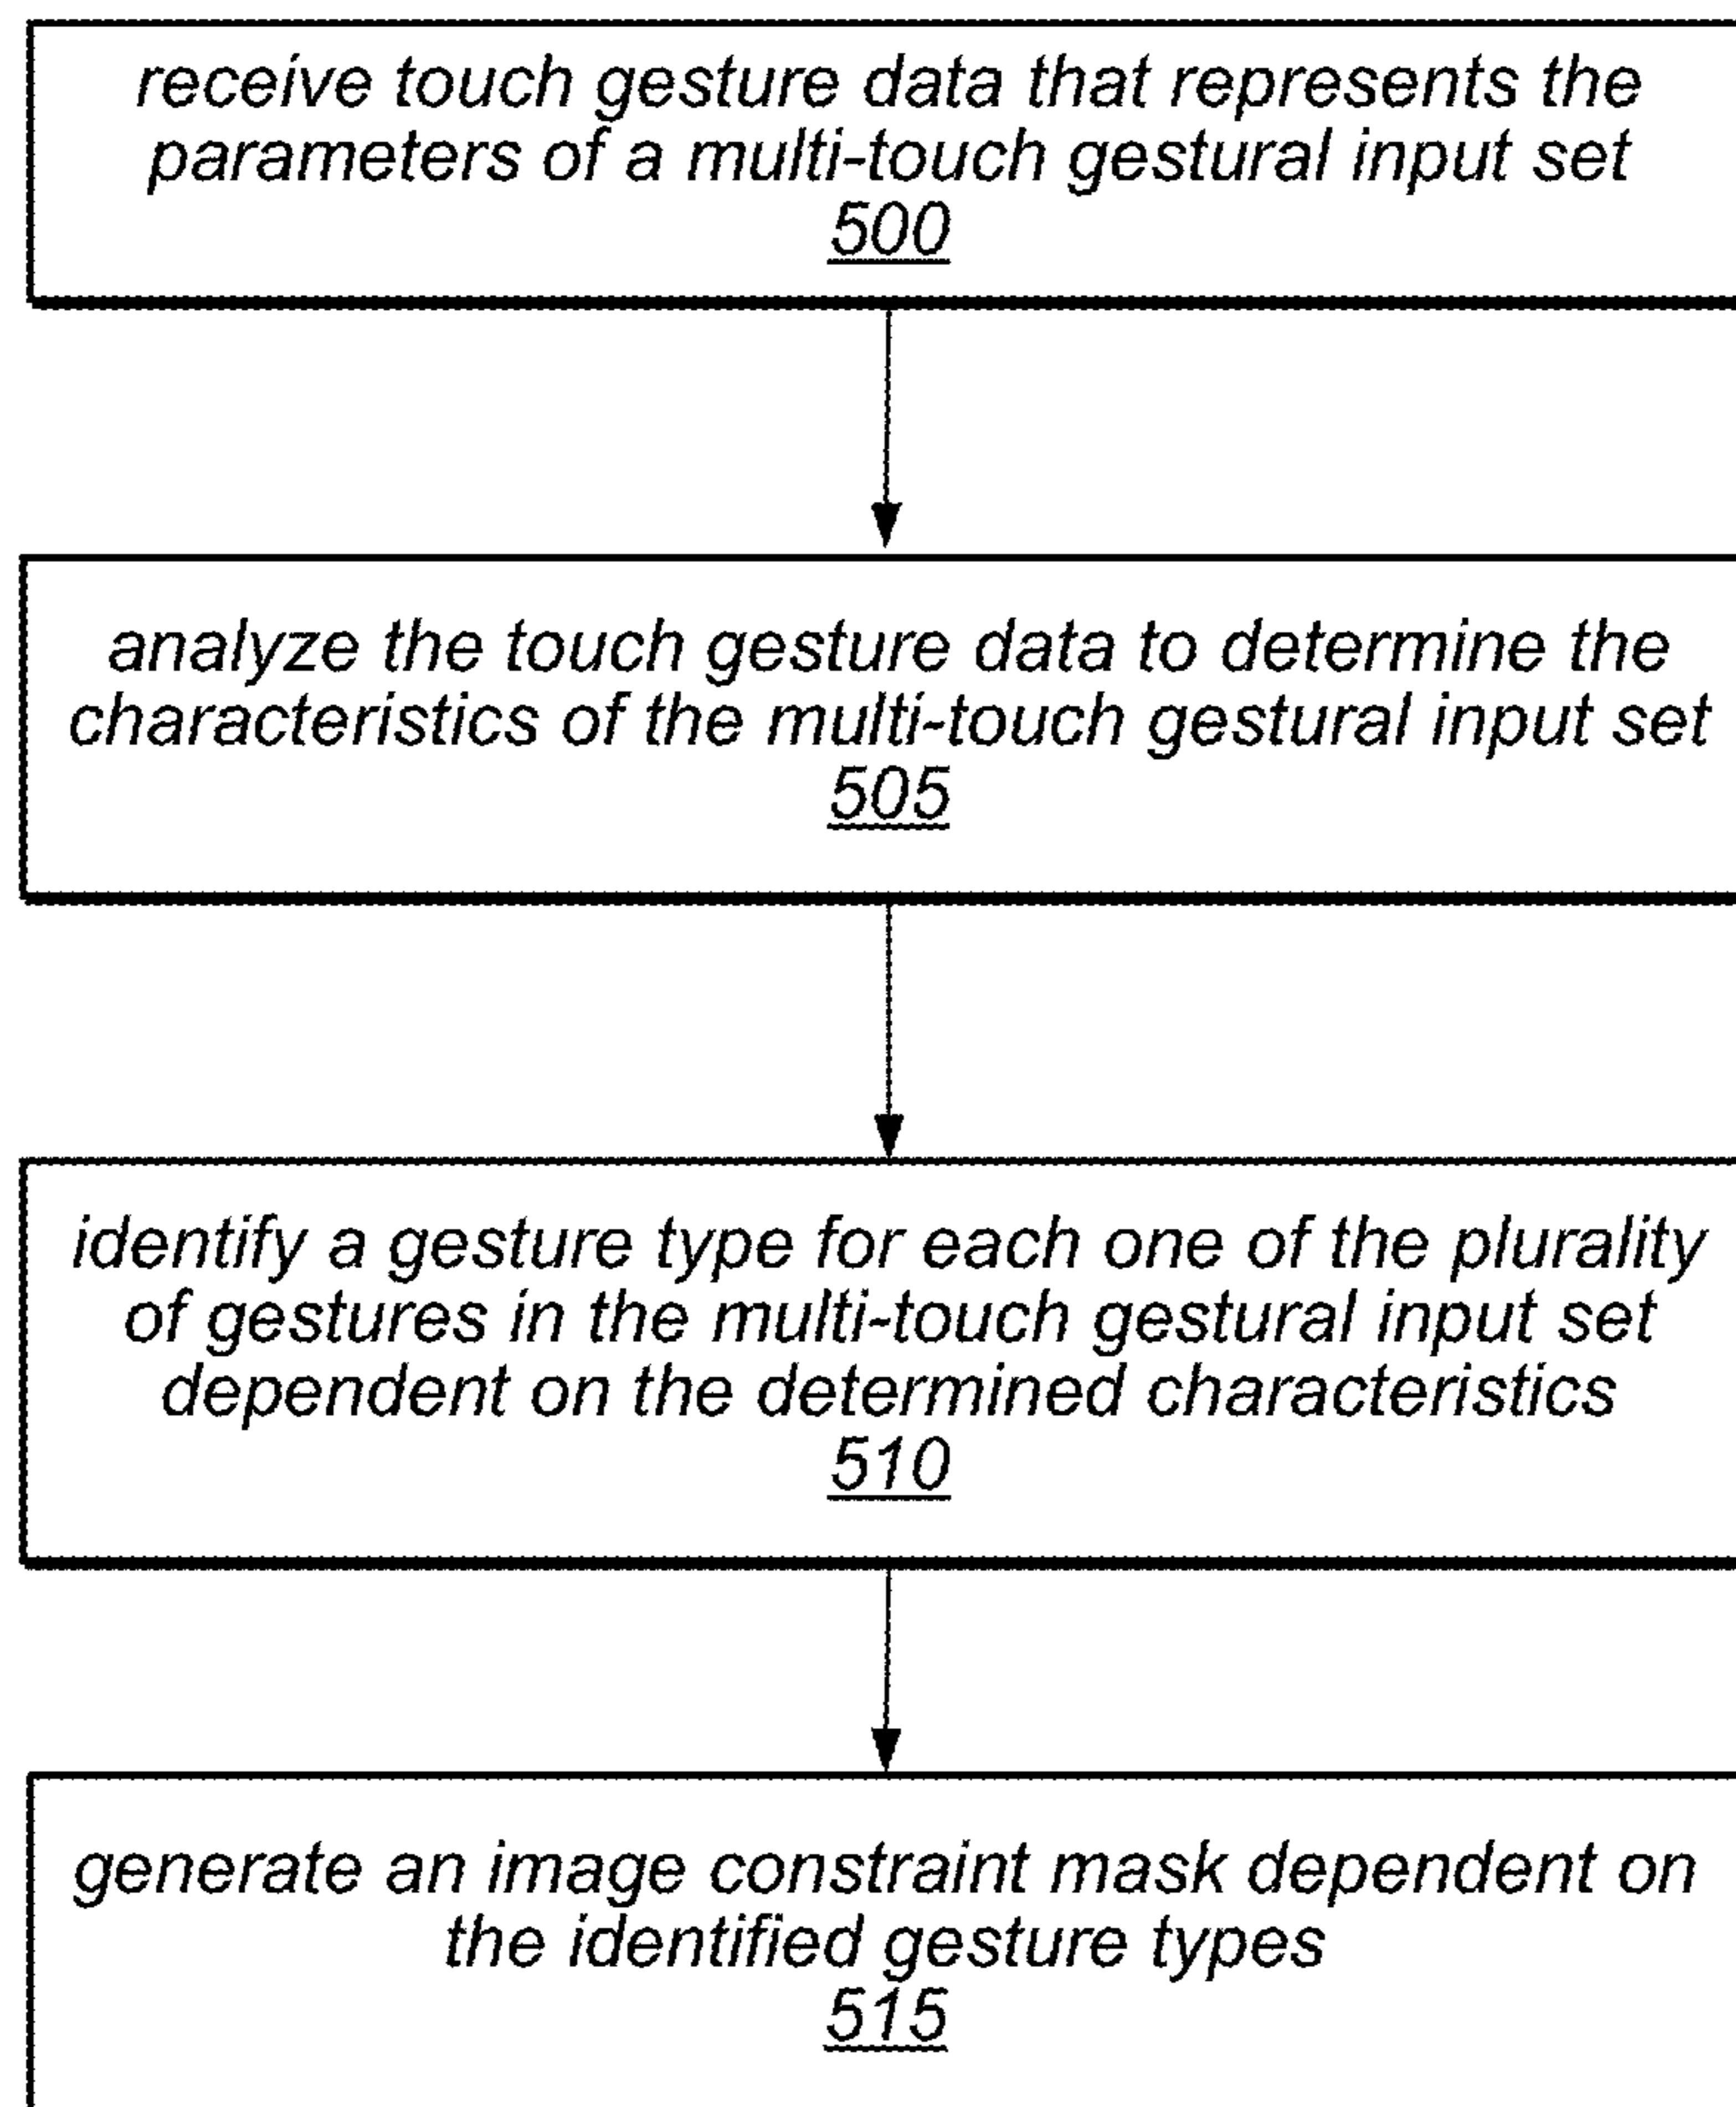 receive touch gesture data that represents the
parameters of a multi-touch gestural input set
500
analyze the touch gesture data to determine the
characteristics of the multi-touch gestural input set
505
identify a gesture type for each one of the plurality
of gestures in the multi-touch gestural input set
dependent on the determined characteristics
510
generate an image constraint mask dependent on
the identified gesture types
515